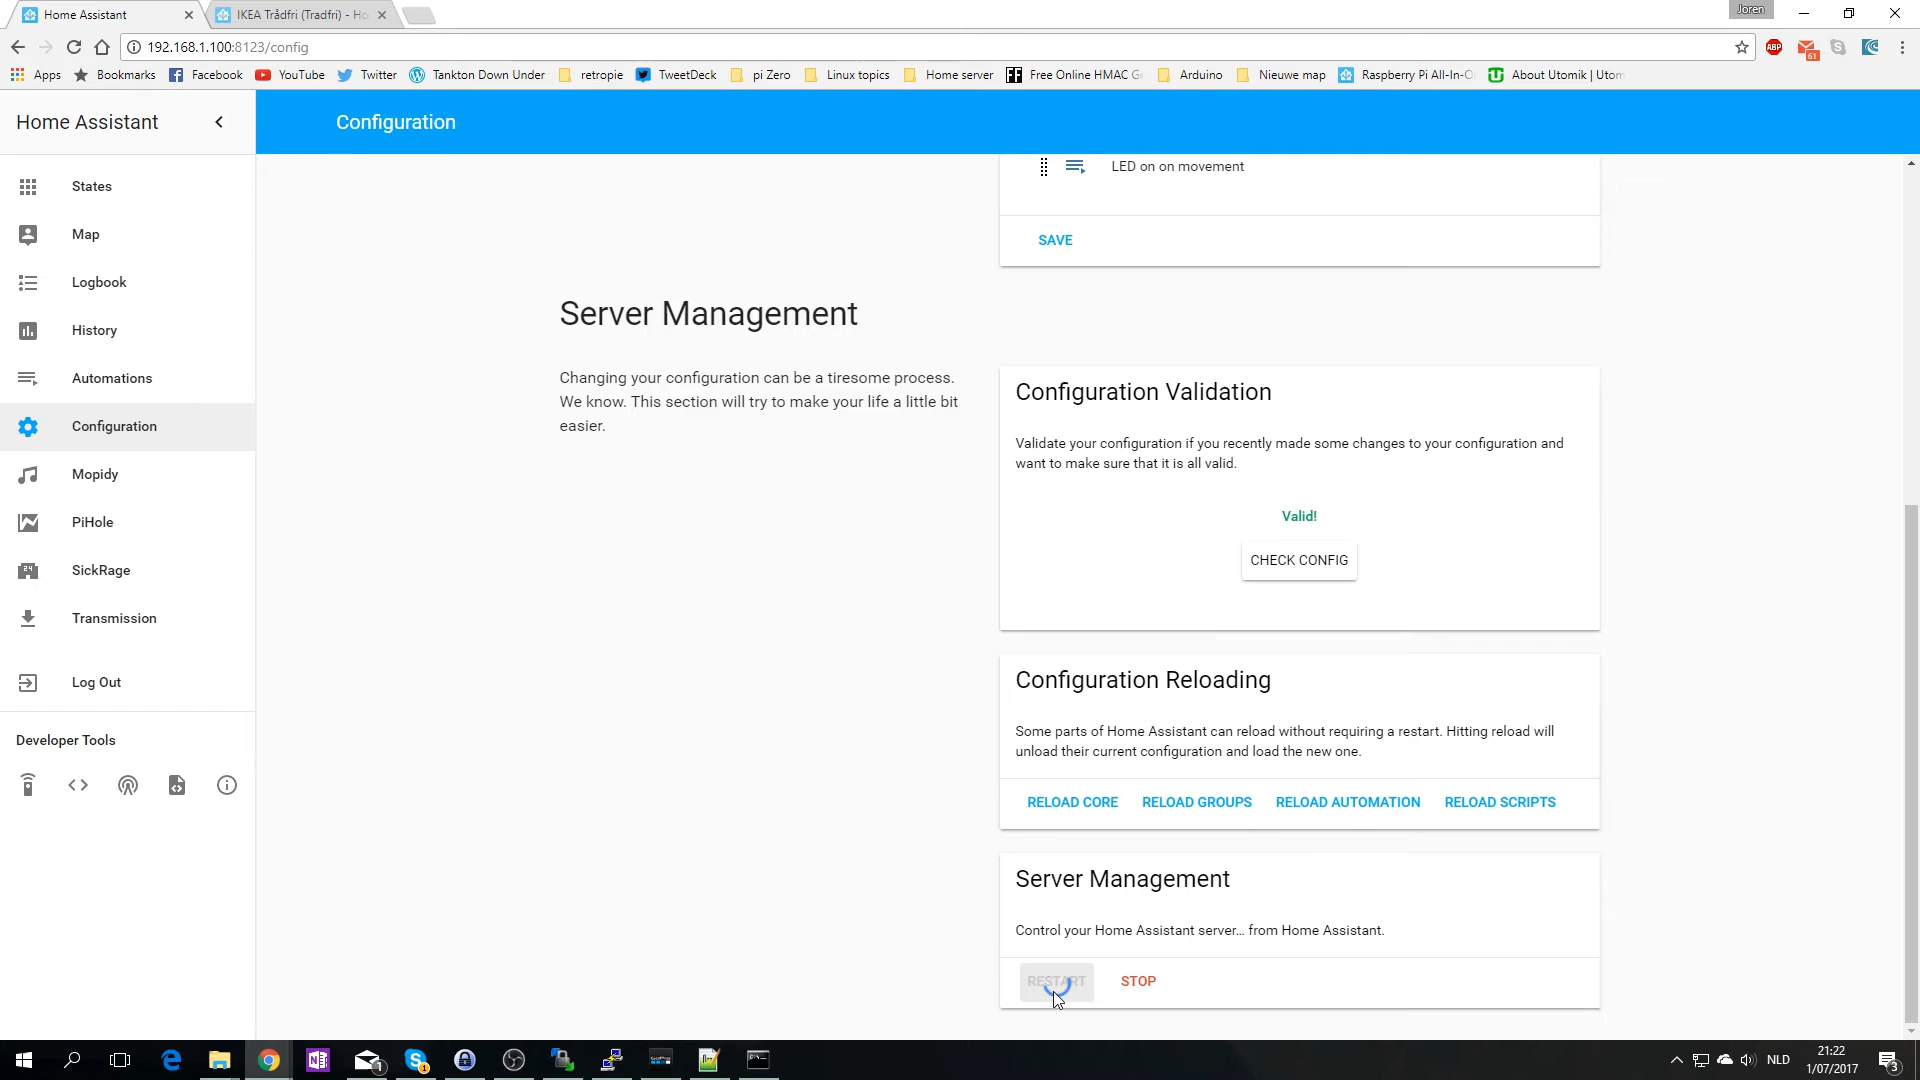 Home Assistant
IKEA Trådfri (Tradfri) - Ho
Joren
192.168.1.100:8123/config
61
Apps
Bookmarks
Facebook
YouTube
Twitter
Tankton Down Under
retropie
TweetDeck
pi Zero
Linux topics
Home server
Free Online HMAC Ge
Arduino
Nieuwe map
Raspberry Pi All-In-O
About Utomik | Utom
Home Assistant
Configuration
States
Map
Logbook
History
Automations
Configuration
Mopidy
PiHole
SickRage
Transmission
Log Out
Developer Tools
LED on on movement
SAVE
Server Management
Changing your configuration can be a tiresome process.
We know. This section will try to make your life a little bit
easier.
Configuration Validation
Validate your configuration if you recently made some changes to your configuration and
want to make sure that it is all valid.
Valid!
CHECK CONFIG
Configuration Reloading
Some parts of Home Assistant can reload without requiring a restart. Hitting reload will
unload their current configuration and load the new one.
RELOAD CORE RELOAD GROUPS RELOAD AUTOMATION RELOAD SCRIPTS
Server Management
Control your Home Assistant server... from Home Assistant.
RESTART STOP
NLD
21:22
1/07/2017
3